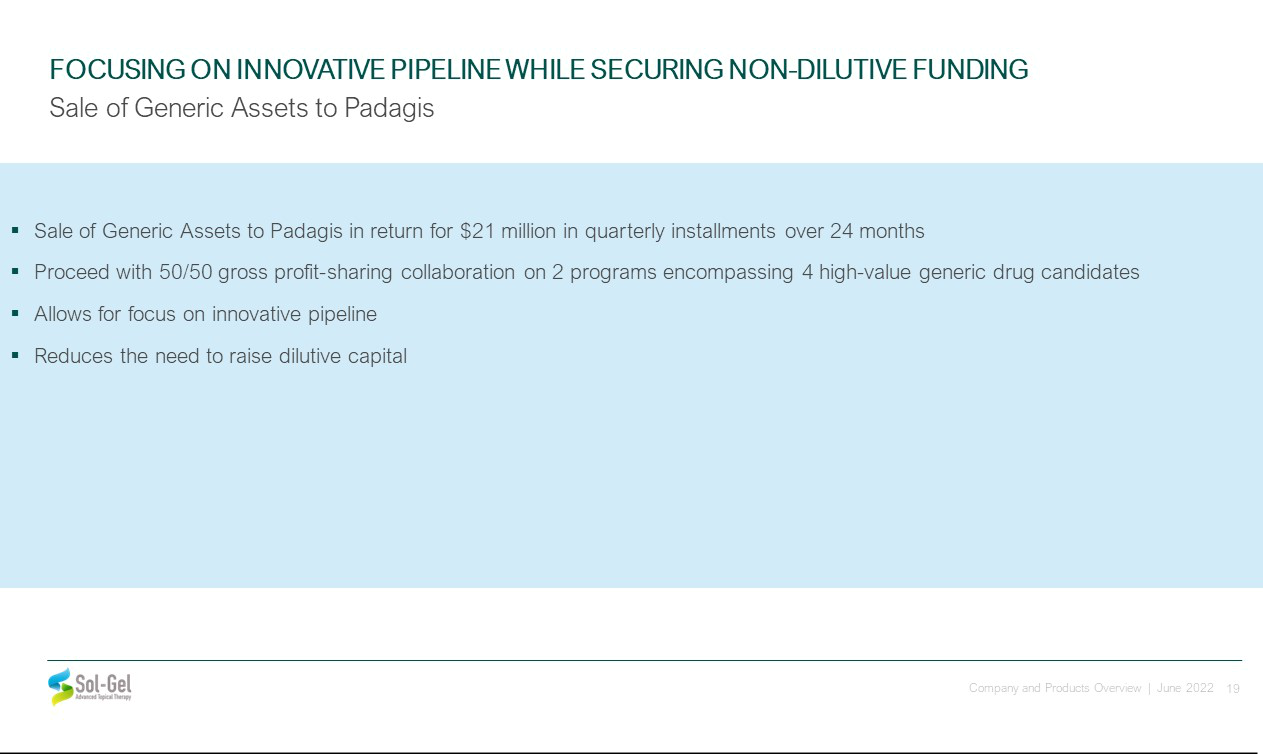 FOCUSING ON INNOVATIVE PIPELINE WHILE SECURING NON-DILUTIVE FUNDING
Sale of Generic Assets to Padagis
▪ Sale of Generic Assets to Padagis in return for $21 million in quarterly installments over 24 months
▪ Proceed with 50/50 gross profit-sharing collaboration on 2 programs encompassing 4 high-value generic drug candidates
▪ Allows for focus on innovative pipeline
▪ Reduces the need to raise dilutive capital
Sol-Gel
Advanced Topical Therapy
Company and Products Overview | June 2022 19